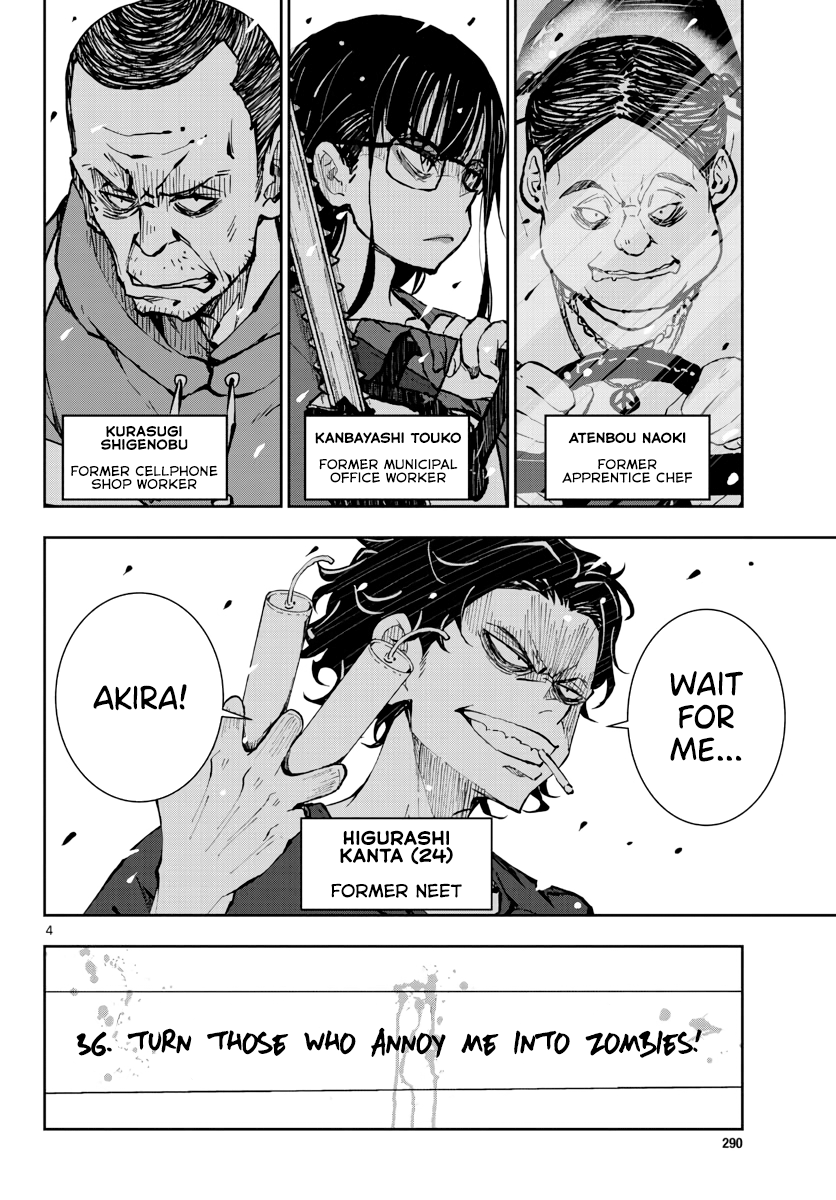 KURASUGI
SHIGENOBU
FORMER CELLPHONE
SHOP WORKER
KANBAYASHI TOUKO
FORMER MUNICIPAL
OFFICE WORKER
ATENBOU NAOKI
FORMER
APPRENTICE CHEF
AKIRA!
WAIT
FOR
ME...
HIGURASHI
KANTA (24)
FORMER NEET
4
36. TURN THOSE WHO ANNOY ME INTO ZOMBIES!
290